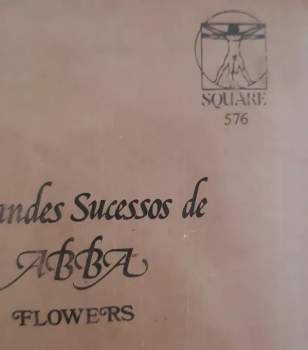 SQUARE
576
andes Sucessos de
ABBA
FLOWERS